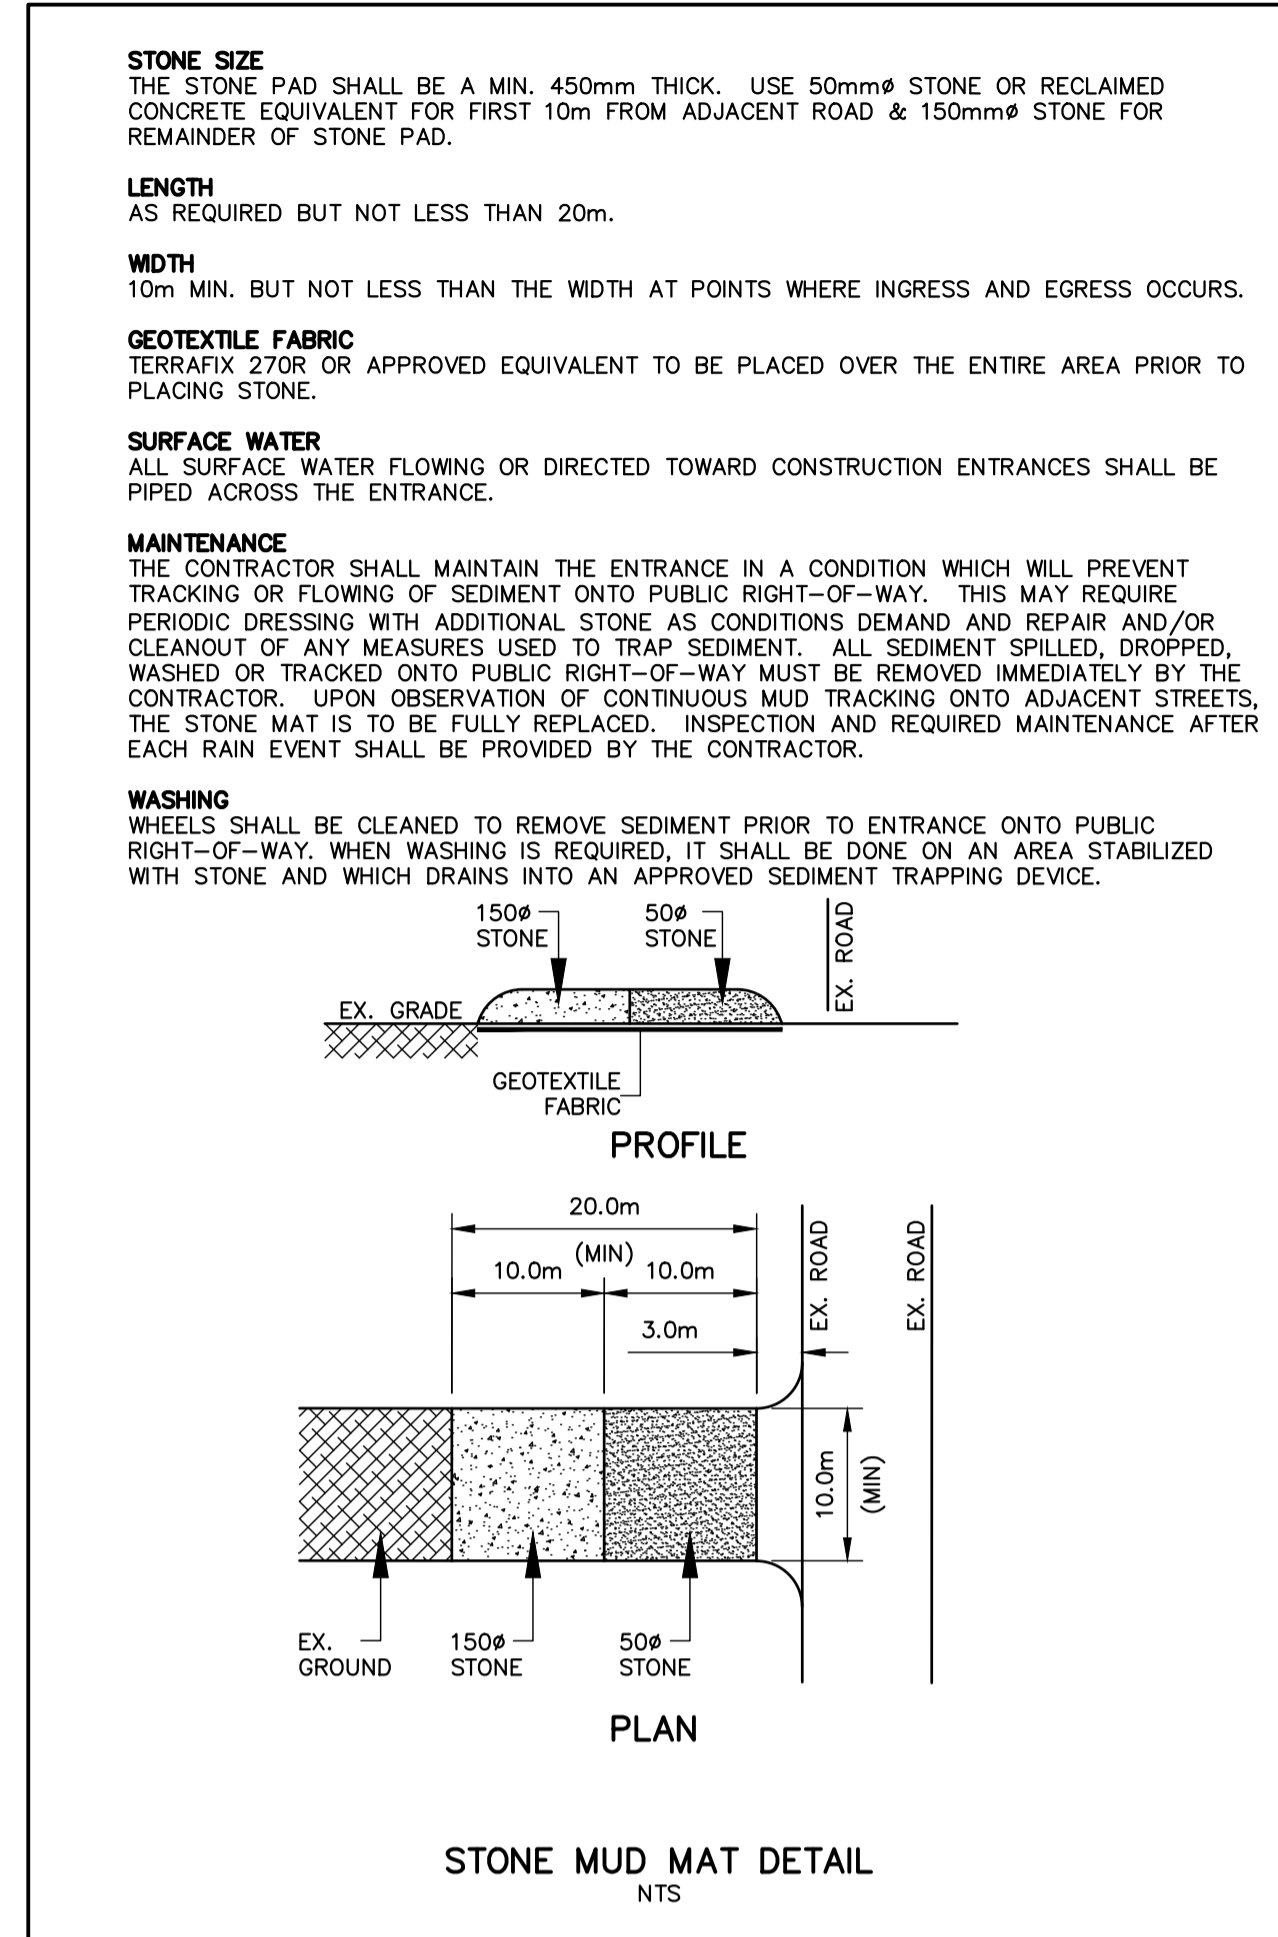 STONE SIZE
THE STONE PAD SHALL BE A MIN. 450mm THICK. USE 50mmø STONE OR RECLAIMED
CONCRETE EQUIVALENT FOR FIRST 10m FROM ADJACENT ROAD & 150mmø STONE FOR
REMAINDER OF STONE PAD.
LENGTH
AS REQUIRED BUT NOT LESS THAN 20m.
WIDTH
10m MIN. BUT NOT LESS THAN THE WIDTH AT POINTS WHERE INGRESS AND EGRESS OCCURS.
GEOTEXTILE FABRIC
TERRAFIX 270R OR APPROVED EQUIVALENT TO BE PLACED OVER THE ENTIRE AREA PRIOR TO
PLACING STONE.
SURFACE WATER
ALL SURFACE WATER FLOWING OR DIRECTED TOWARD CONSTRUCTION ENTRANCES SHALL BE
PIPED ACROSS THE ENTRANCE.
MAINTENANCE
THE CONTRACTOR SHALL MAINTAIN THE ENTRANCE IN A CONDITION WHICH WILL PREVENT
TRACKING OR FLOWING OF SEDIMENT ONTO PUBLIC RIGHT-OF-WAY. THIS MAY REQUIRE
PERIODIC DRESSING WITH ADDITIONAL STONE AS CONDITIONS DEMAND AND REPAIR AND/OR
CLEANOUT OF ANY MEASURES USED TO TRAP SEDIMENT. ALL SEDIMENT SPILLED, DROPPED,
WASHED OR TRACKED ONTO PUBLIC RIGHT-OF-WAY MUST BE REMOVED IMMEDIATELY BY THE
CONTRACTOR. UPON OBSERVATION OF CONTINUOUS MUD TRACKING ONTO ADJACENT STREETS,
THE STONE MAT IS TO BE FULLY REPLACED. INSPECTION AND REQUIRED MAINTENANCE AFTER
EACH RAIN EVENT SHALL BE PROVIDED BY THE CONTRACTOR.
WASHING
WHEELS SHALL BE CLEANED TO REMOVE SEDIMENT PRIOR TO ENTRANCE ONTO PUBLIC
RIGHT-OF-WAY. WHEN WASHING IS REQUIRED, IT SHALL BE DONE ON AN AREA STABILIZED
WITH STONE AND WHICH DRAINS INTO AN APPROVED SEDIMENT TRAPPING DEVICE.
150ø
STONE
50ø
STONE
EX. ROAD
EX. GRADE
GEOTEXTILE
FABRIC
PROFILE
20.0m
(MIN)
10.0m
10.0m
3.0m
EX. ROAD
EX. ROAD
10.0m
(MIN)
EX.
GROUND
150ø
STONE
50ø
STONE
PLAN
STONE MUD MAT DETAIL
NTS